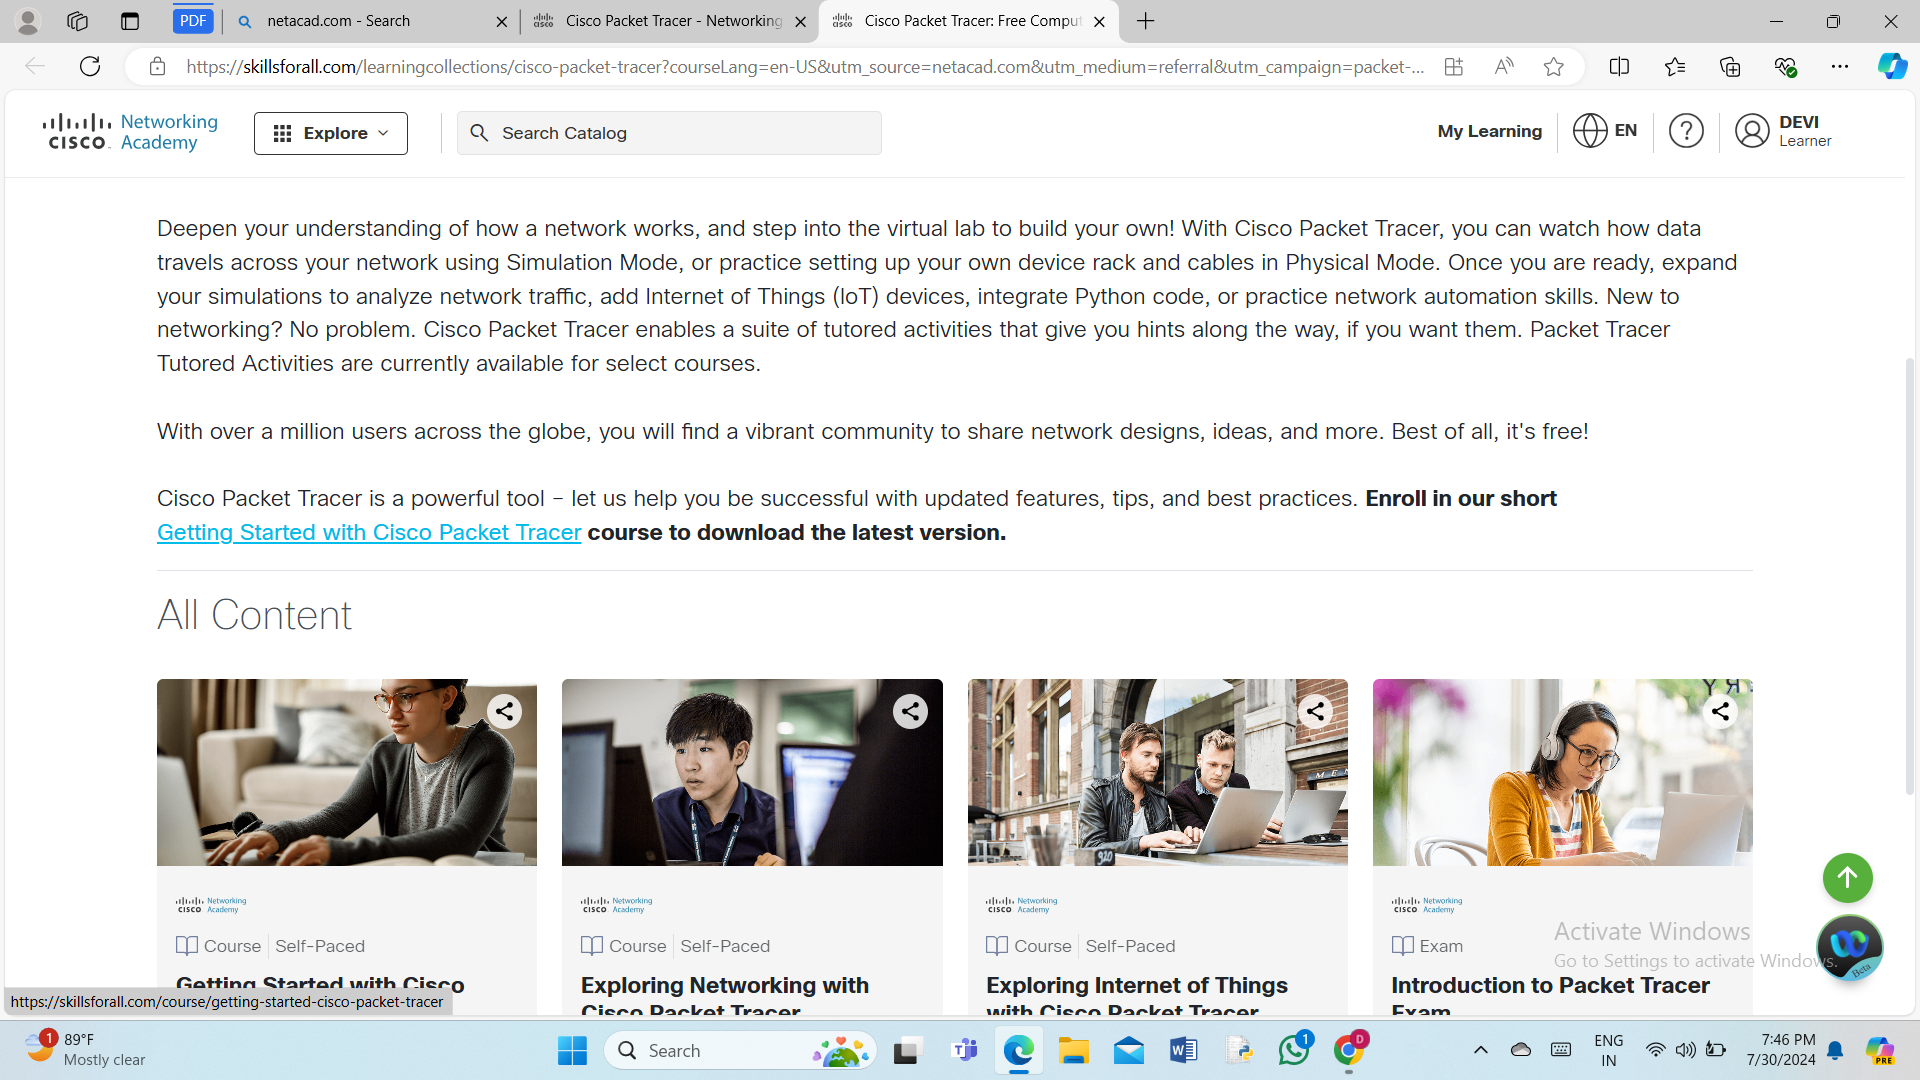 PDF
netacad.com - Search
Cisco Packet Tracer - Networking
Cisco Packet Tracer: Free Comput
https://skillsforall.com/learningcollections/cisco-packet-tracer?courseLang=en-US&utm_source=netacad.com&utm_medium=referral&utm_campaign=packet-...
CISCO Networking Academy
Explore
Search Catalog
My Learning
EN
DEVI
Learner
Deepen your understanding of how a network works, and step into the virtual lab to build your own! With Cisco Packet Tracer, you can watch how data
travels across your network using Simulation Mode, or practice setting up your own device rack and cables in Physical Mode. Once you are ready, expand
your simulations to analyze network traffic, add Internet of Things (IoT) devices, integrate Python code, or practice network automation skills. New to
networking? No problem. Cisco Packet Tracer enables a suite of tutored activities that give you hints along the way, if you want them. Packet Tracer
Tutored Activities are currently available for select courses.
With over a million users across the globe, you will find a vibrant community to share network designs, ideas, and more. Best of all, it's free!
Cisco Packet Tracer is a powerful tool – let us help you be successful with updated features, tips, and best practices. Enroll in our short
Getting Started with Cisco Packet Tracer course to download the latest version.
All Content
CISCO Networking Academy
Course Self-Paced
Getting Started with Cisco
CISCO Networking Academy
Course Self-Paced
Exploring Networking with
Cisco Packet Tracer
CISCO Networking Academy
Course Self-Paced
Exploring Internet of Things
with Cisco Packet Tracer
CISCO Networking Academy
Exam
Introduction to Packet Tracer
Exam
Activate Windows
Go to Settings to activate Windows.
Beta
https://skillsforall.com/course/getting-started-cisco-packet-tracer
1
89°F
Mostly clear
Search
1
D
ENG
IN
7:46 PM
7/30/2024
PRE